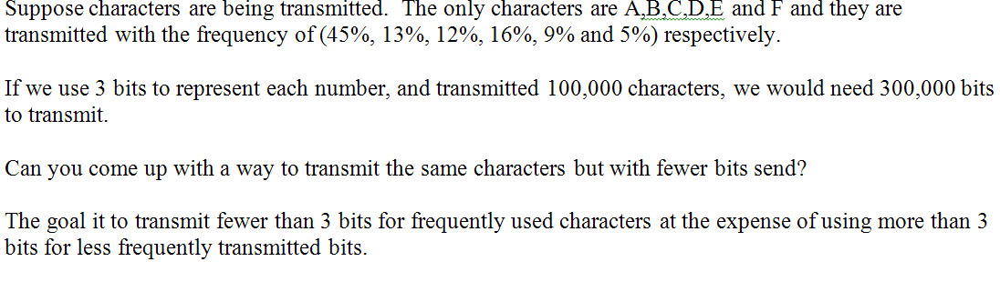 Suppose characters are being transmitted. The only characters are A,B,C,D,E and F and they are
transmitted with the frequency of (45%, 13%, 12%, 16%, 9% and 5%) respectively.
If we use 3 bits to represent each number, and transmitted 100,000 characters, we would need 300,000 bits
to transmit.
Can you come up with a way to transmit the same characters but with fewer bits send?
The goal it to transmit fewer than 3 bits for frequently used characters at the expense of using more than 3
bits for less frequently transmitted bits.